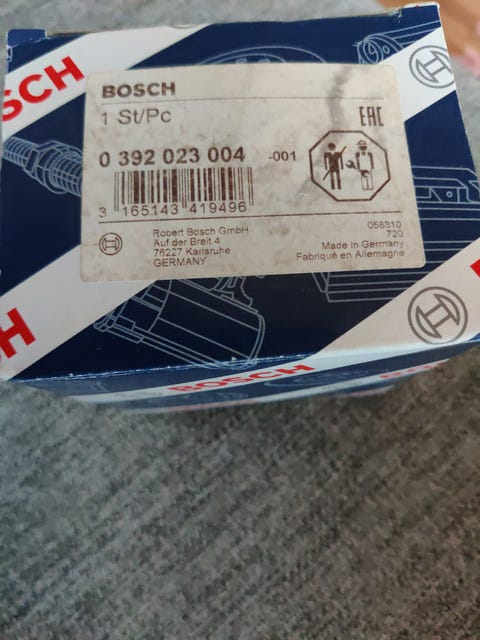 BOSCH
BOSCH
1 St/Pc
EAC
0 392 023 004 -001
3 165143 419496
Robert Bosch GmbH
Auf der Breit 4
76227 Karlsruhe
GERMANY
058310
720
Made in Germany
Fabriqué en Allemagne
BOSCH